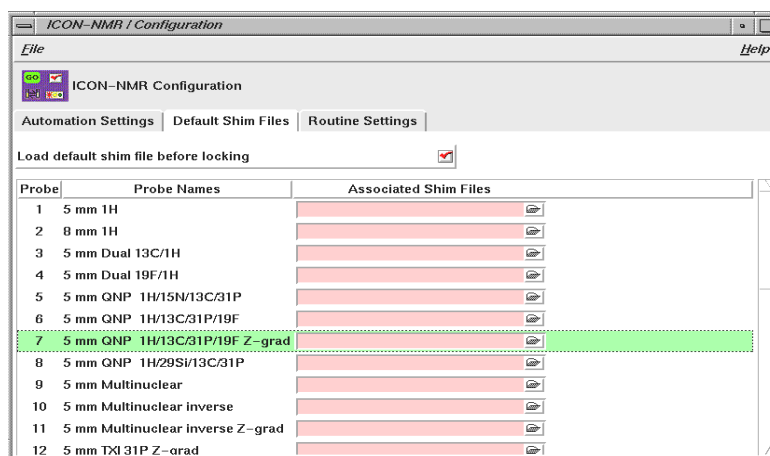 ICON-NMR / Configuration
File Help
GO ICON-NMR Configuration
Automation Settings Default Shim Files Routine Settings
Load default shim file before locking
Probe Probe Names Associated Shim Files
1 5 mm 1H
2 8 mm 1H
3 5 mm Dual 13C/1H
4 5 mm Dual 19F/1H
5 5 mm QNP 1H/15N/13C/31P
6 5 mm QNP 1H/13C/31P/19F
7 5 mm QNP 1H/13C/31P/19F Z-grad
8 5 mm QNP 1H/29Si/13C/31P
9 5 mm Multinuclear
10 5 mm Multinuclear inverse
11 5 mm Multinuclear inverse Z-grad
12 5 mm TXI 31P Z-grad